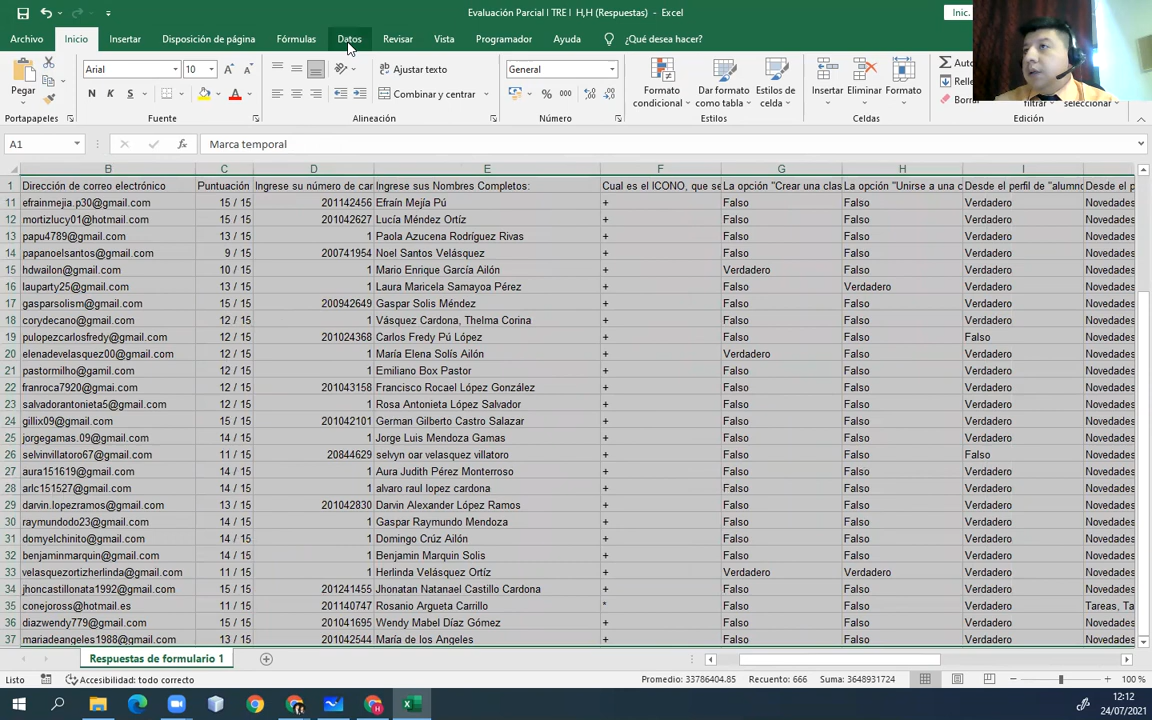 Evaluación Parcial I TRE I H,H (Respuestas) - Excel
Inic.
Archivo Inicio Insertar Disposición de página Fórmulas Datos Revisar Vista Programador Ayuda ¿Qué desea hacer?
Pegar
Arial 10
N K S
Ajustar texto
Combinar y centrar
General
% 000
Formato condicional
Dar formato como tabla
Estilos de celda
Insertar Eliminar Formato
Portapapeles Fuente Alineación Número Estilos Celdas Edición
A1 fx Marca temporal
B C D E F G H I
1 Dirección de correo electrónico Puntuación Ingrese su número de car Ingrese sus Nombres Completos: Cual es el ICONO, que se La opción "Crear una clas La opción "Unirse a una c Desde el perfil de "alumno Desde el p
11 efrainmejia.p30@gmail.com 15 / 15 201142456 Efraín Mejía Pú + Falso Falso Verdadero Novedades
12 mortizlucy01@hotmail.com 15 / 15 201042627 Lucía Méndez Ortíz + Falso Falso Verdadero Novedades
13 papu4789@gmail.com 13 / 15 1 Paola Azucena Rodríguez Rivas + Falso Falso Verdadero Novedades
14 papanoelsantos@gmail.com 9 / 15 200741954 Noel Santos Velásquez + Falso Falso Verdadero Novedades
15 hdwailon@gmail.com 10 / 15 1 Mario Enrique García Ailón + Verdadero Falso Verdadero Novedades
16 lauparty25@gmail.com 13 / 15 1 Laura Maricela Samayoa Pérez + Falso Verdadero Verdadero Novedades
17 gasparsolism@gmail.com 15 / 15 200942649 Gaspar Solis Méndez + Falso Falso Verdadero Novedades
18 corydecano@gmail.com 12 / 15 1 Vásquez Cardona, Thelma Corina + Falso Falso Verdadero Novedades
19 pulopezcarlosfredy@gmail.com 12 / 15 201024368 Carlos Fredy Pú López + Falso Falso Falso Novedades
20 elenadevelasquez00@gmail.com 12 / 15 1 María Elena Solís Ailón + Verdadero Falso Verdadero Novedades
21 pastormilho@gamil.com 12 / 15 1 Emiliano Box Pastor + Falso Falso Verdadero Novedades
22 franroca7920@gmai.com 12 / 15 201043158 Francisco Rocael López González + Falso Falso Verdadero Novedades
23 salvadorantonieta5@gmail.com 12 / 15 1 Rosa Antonieta López Salvador + Falso Falso Verdadero Novedades
24 gillix09@gmail.com 15 / 15 201042101 German Gilberto Castro Salazar + Falso Falso Verdadero Novedades
25 jorgegamas.09@gmail.com 14 / 15 1 Jorge Luis Mendoza Gamas + Falso Falso Verdadero Novedades
26 selvinvillatoro67@gmail.com 11 / 15 20844629 selvyn oar velasquez villatoro + Falso Falso Falso Novedades
27 aura151619@gmail.com 14 / 15 1 Aura Judith Pérez Monterroso + Falso Falso Verdadero Novedades
28 arlc151527@gmail.com 14 / 15 1 alvaro raul lopez cardona + Falso Falso Verdadero Novedades
29 darvin.lopezramos@gmail.com 13 / 15 201042830 Darvin Alexander López Ramos + Falso Falso Verdadero Novedades
30 raymundodo23@gmail.com 14 / 15 1 Gaspar Raymundo Mendoza + Falso Falso Verdadero Novedades
31 domyelchinito@gmail.com 14 / 15 1 Domingo Crúz Ailón + Falso Falso Verdadero Novedades
32 benjaminmarquin@gmail.com 14 / 15 1 Benjamin Marquin Solis + Falso Falso Verdadero Novedades
33 velasquezortizherlinda@gmail.com 11 / 15 1 Herlinda Velásquez Ortíz + Verdadero Verdadero Verdadero Novedades
34 jhoncastillonata1992@gmail.com 15 / 15 201241455 Jhonatan Natanael Castillo Cardona + Falso Falso Verdadero Novedades
35 conejoross@hotmail.es 11 / 15 201140747 Rosanio Argueta Carrillo * Falso Falso Verdadero Tareas, Ta
36 diazwendy779@gmail.com 15 / 15 201041695 Wendy Mabel Díaz Gómez + Falso Falso Verdadero Novedades
37 mariadeangeles1988@gmail.com 13 / 15 201042544 María de los Angeles + Falso Falso Verdadero Novedades
Respuestas de formulario 1
Listo Accesibilidad: todo correcto Promedio: 33786404.85 Recuento: 666 Suma: 3648931724 100 %
12:12
24/07/2021